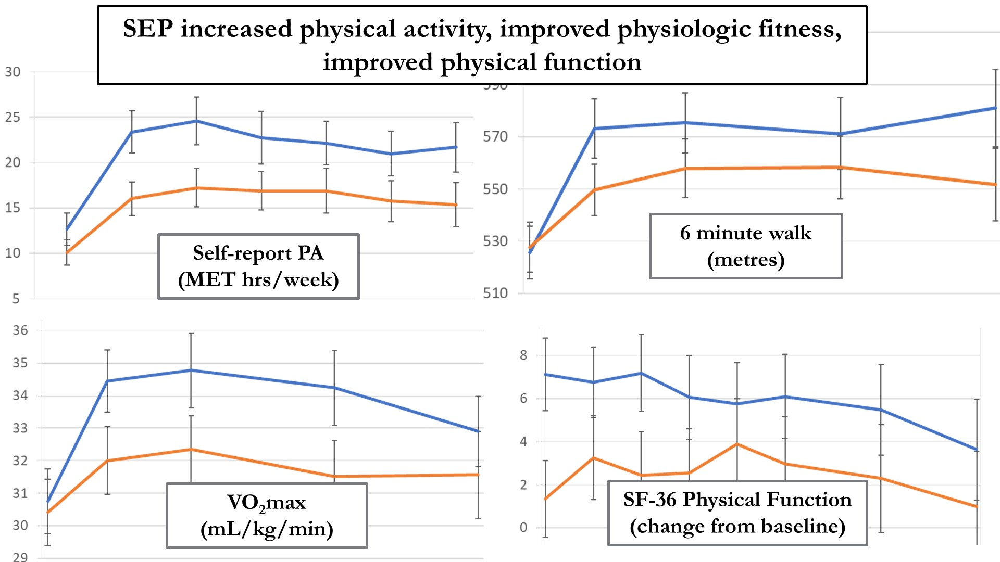 SEP increased physical activity, improved physiologic fitness,
improved physical function
30
25
20
15
10
5
Self-report PA
(MET hrs/week)
590
570
550
530
510
6 minute walk
(metres)
36
35
34
33
32
31
30
29
VO₂max
(mL/kg/min)
8
6
4
2
0
SF-36 Physical Function
(change from baseline)